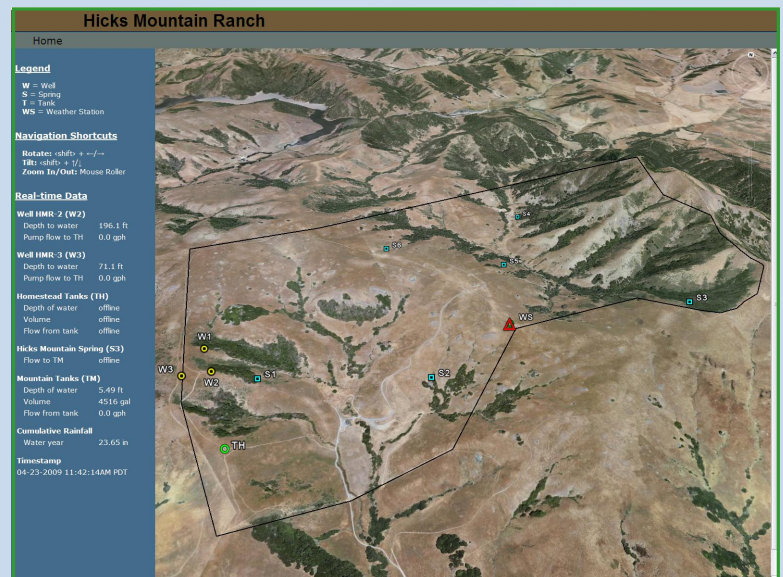 Hicks Mountain Ranch
Home
Legend
W = Well
S = Spring
T = Tank
WS = Weather Station
Navigation Shortcuts
Rotate: <shift> + ←/→
Tilt: <shift> + ↑/↓
Zoom In/Out: Mouse Roller
Real-time Data
Well HMR-2 (W2)
Depth to water 196.1 ft
Pump flow to TH 0.0 gph
Well HMR-3 (W3)
Depth to water 71.1 ft
Pump flow to TH 0.0 gph
Homestead Tanks (TH)
Depth of water offline
Volume offline
Flow from tank offline
Hicks Mountain Spring (S3)
Flow to TM offline
Mountain Tanks (TM)
Depth of water 5.49 ft
Volume 4516 gal
Flow from tank 0.0 gph
Cumulative Rainfall
Water year 23.65 in
Timestamp
04-23-2009 11:42:14AM PDT
N
S4
S6
S5
S3
WS
W1
W3
W2
S1
S2
TH